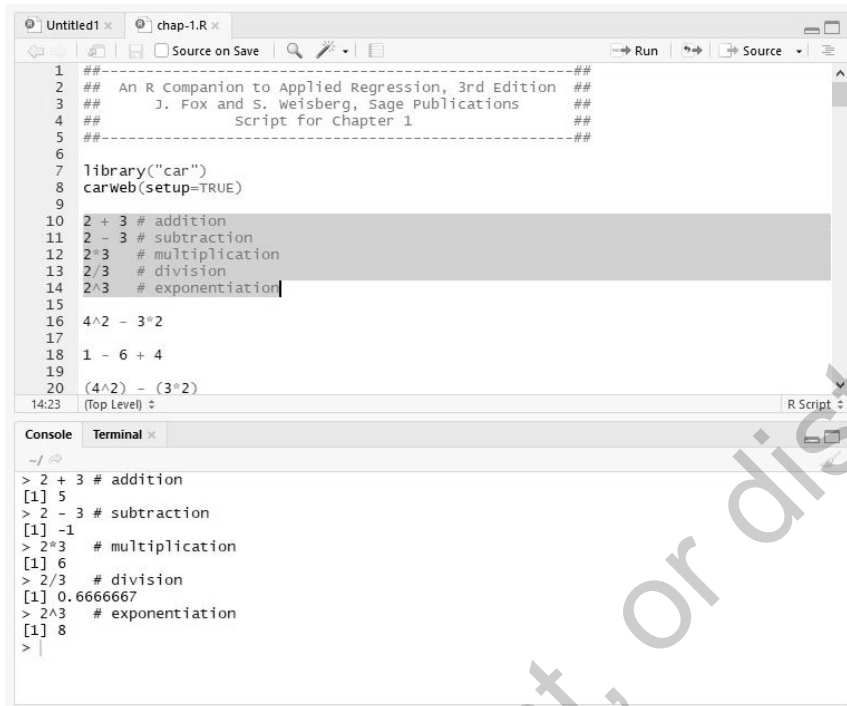 Untitled1 × chap-1.R ×
Source on Save Run Source
1 ##------------------------------------------------------##
2 ## An R Companion to Applied Regression, 3rd Edition ##
3 ## J. Fox and S. Weisberg, Sage Publications ##
4 ## Script for Chapter 1 ##
5 ##------------------------------------------------------##
6
7 library("car")
8 carWeb(setup=TRUE)
9
10 2 + 3 # addition
11 2 - 3 # subtraction
12 2*3 # multiplication
13 2/3 # division
14 2^3 # exponentiation
15
16 4^2 - 3*2
17
18 1 - 6 + 4
19
20 (4^2) - (3*2)
14:23 (Top Level) R Script
Console Terminal ×
~/
> 2 + 3 # addition
[1] 5
> 2 - 3 # subtraction
[1] -1
> 2*3 # multiplication
[1] 6
> 2/3 # division
[1] 0.6666667
> 2^3 # exponentiation
[1] 8
>
, or dist